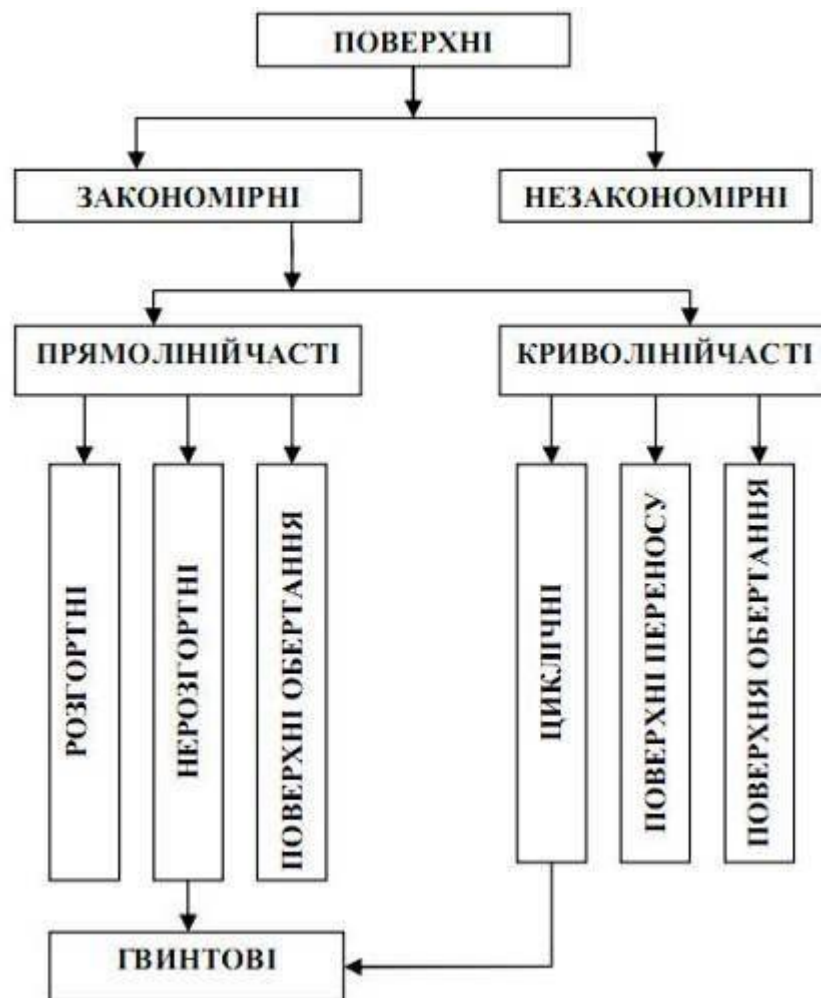 ПОВЕРХНІ
ЗАКОНОМІРНІ
НЕЗАКОНОМІРНІ
ПРЯМОЛІНІЙЧАСТІ
КРИВОЛІНІЙЧАСТІ
РОЗГОРТНІ
НЕРОЗГОРТНІ
ПОВЕРХНІ ОБЕРТАННЯ
ЦИКЛІЧНІ
ПОВЕРХНІ ПЕРЕНОСУ
ПОВЕРХНЯ ОБЕРТАННЯ
ГВИНТОВІ